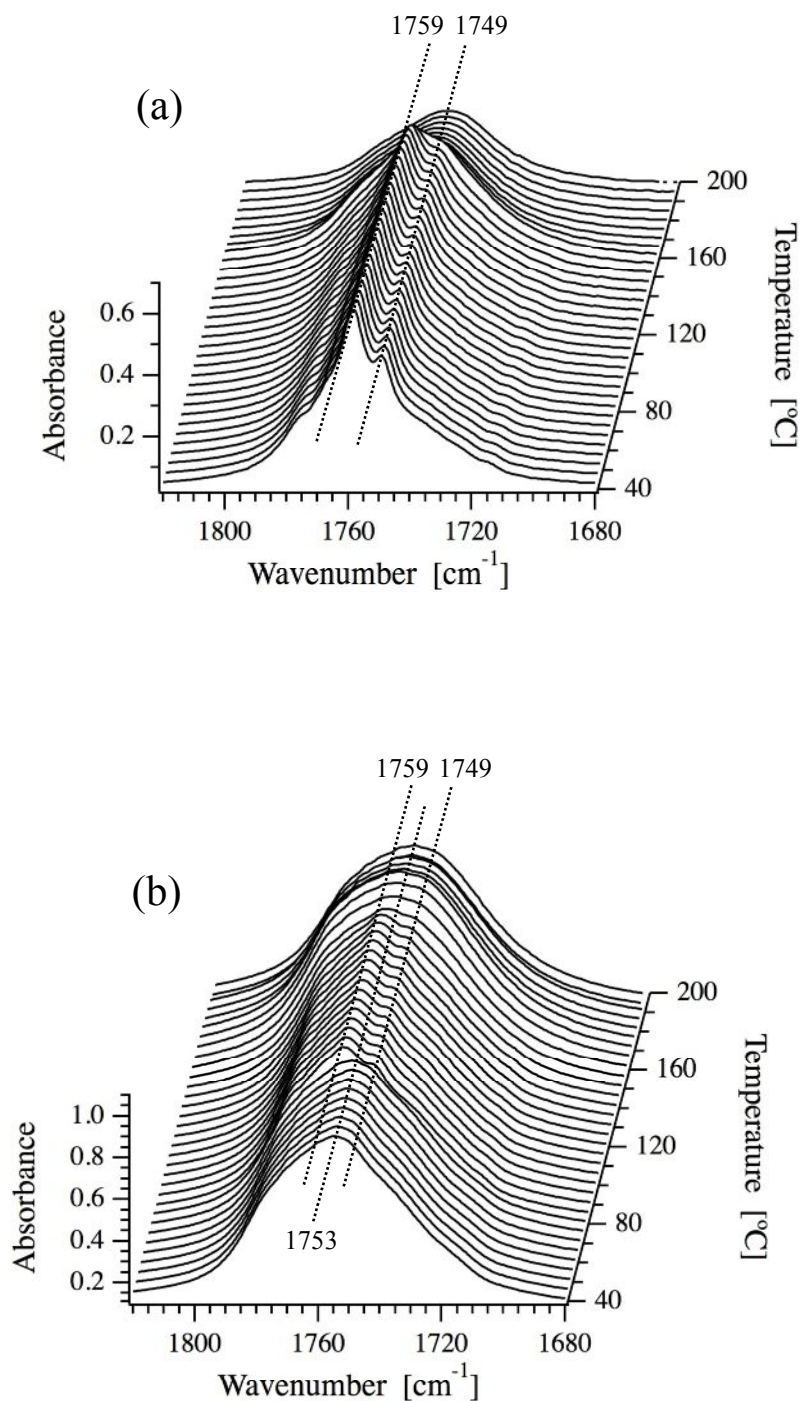 1759 1749
(a)
200
160
120
80
40
Temperature [°C]
0.6
0.4
0.2
Absorbance
1800 1760 1720 1680
Wavenumber [cm-1]
1759 1749
(b)
200
160
120
80
40
Temperature [°C]
1.0
0.8
0.6
0.4
0.2
Absorbance
1753
1800 1760 1720 1680
Wavenumber [cm-1]